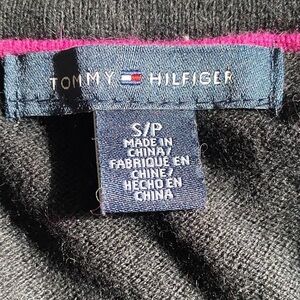 TOMMY HILFIGER
S/P
MADE IN
CHINA/
FABRIQUÉ EN
CHINE/
HECHO EN
CHINA